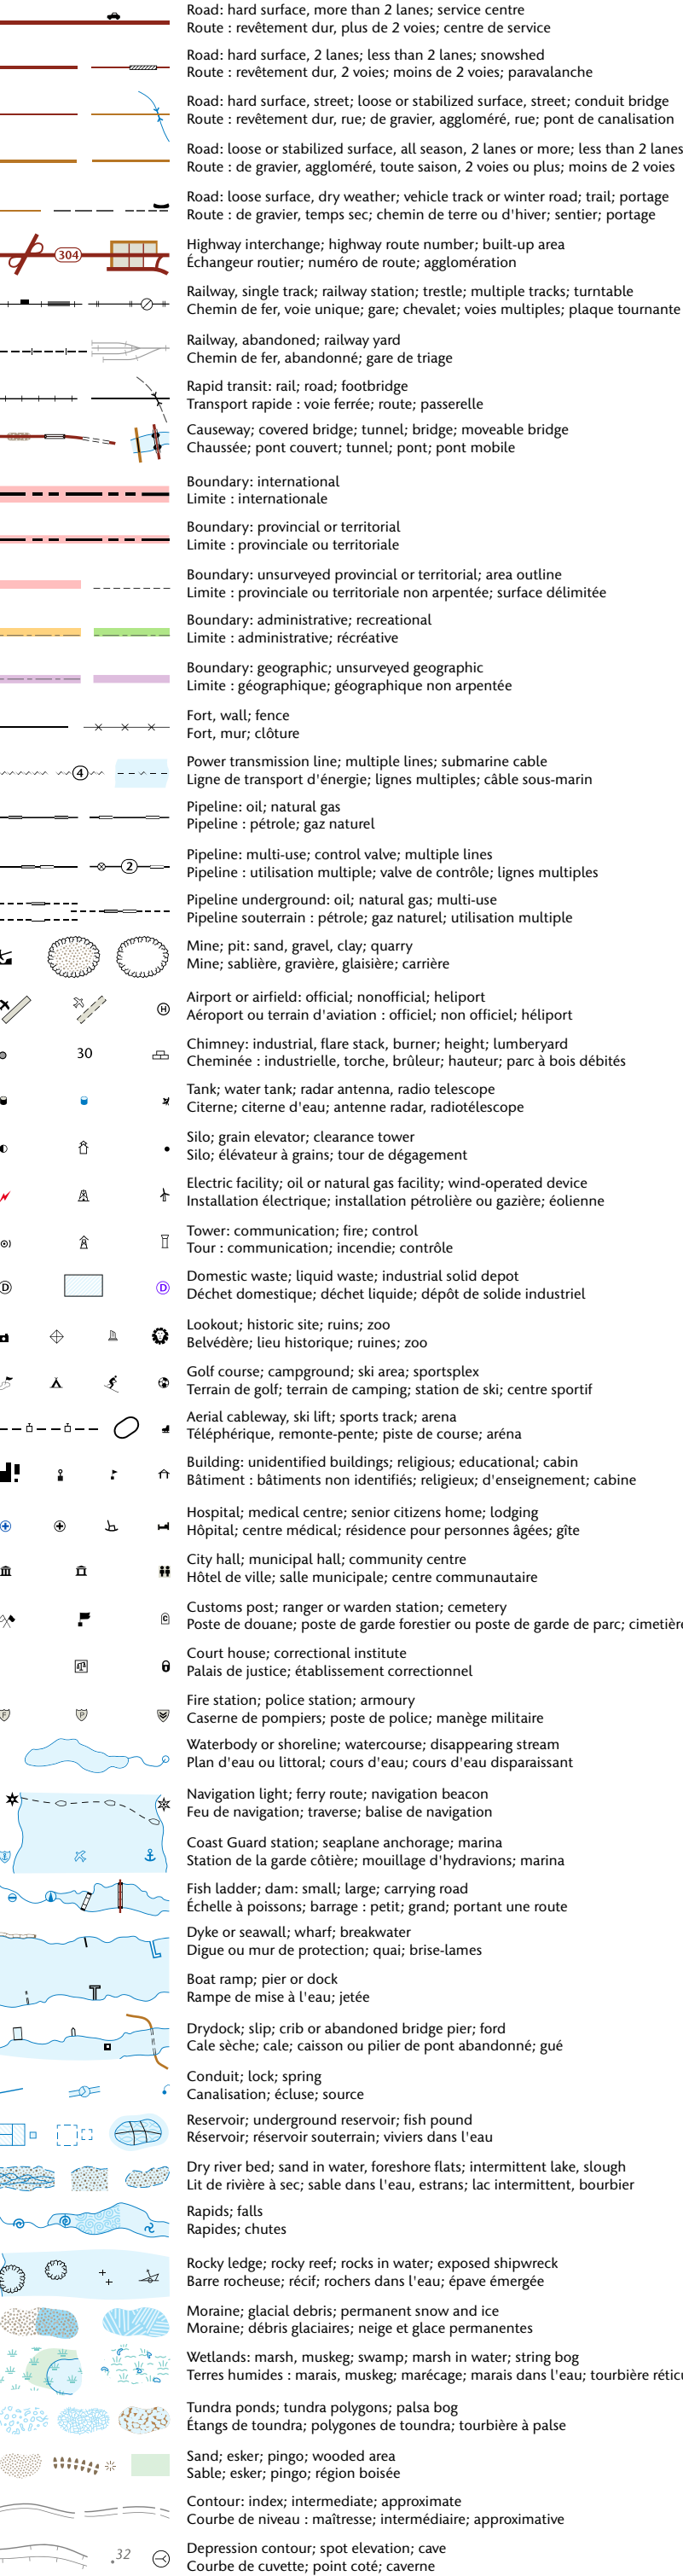 Road: hard surface, more than 2 lanes; service centre
Route : revêtement dur, plus de 2 voies; centre de service
Road: hard surface, 2 lanes; less than 2 lanes; snowshed
Route : revêtement dur, 2 voies; moins de 2 voies; paravalanche
Road: hard surface, street; loose or stabilized surface, street; conduit bridge
Route : revêtement dur, rue; de gravier, aggloméré, rue; pont de canalisation
Road: loose or stabilized surface, all season, 2 lanes or more; less than 2 lanes
Route : de gravier, aggloméré, toute saison, 2 voies ou plus; moins de 2 voies
Road: loose surface, dry weather; vehicle track or winter road; trail; portage
Route : de gravier, temps sec; chemin de terre ou d'hiver; sentier; portage
304
Highway interchange; highway route number; built-up area
Échangeur routier; numéro de route; agglomération
Railway, single track; railway station; trestle; multiple tracks; turntable
Chemin de fer, voie unique; gare; chevalet; voies multiples; plaque tournante
Railway, abandoned; railway yard
Chemin de fer, abandonné; gare de triage
Rapid transit: rail; road; footbridge
Transport rapide : voie ferrée; route; passerelle
Causeway; covered bridge; tunnel; bridge; moveable bridge
Chaussée; pont couvert; tunnel; pont; pont mobile
Boundary: international
Limite : internationale
Boundary: provincial or territorial
Limite : provinciale ou territoriale
Boundary: unsurveyed provincial or territorial; area outline
Limite : provinciale ou territoriale non arpentée; surface délimitée
Boundary: administrative; recreational
Limite : administrative; récréative
Boundary: geographic; unsurveyed geographic
Limite : géographique; géographique non arpentée
Fort, wall; fence
Fort, mur; clôture
4
Power transmission line; multiple lines; submarine cable
Ligne de transport d'énergie; lignes multiples; câble sous-marin
Pipeline: oil; natural gas
Pipeline : pétrole; gaz naturel
2
Pipeline: multi-use; control valve; multiple lines
Pipeline : utilisation multiple; valve de contrôle; lignes multiples
Pipeline underground: oil; natural gas; multi-use
Pipeline souterrain : pétrole; gaz naturel; utilisation multiple
Mine; pit: sand, gravel, clay; quarry
Mine; sablière, gravière, glaisière; carrière
H
Airport or airfield: official; nonofficial; heliport
Aéroport ou terrain d'aviation : officiel; non officiel; héliport
30
Chimney: industrial, flare stack, burner; height; lumberyard
Cheminée : industrielle, torche, brûleur; hauteur; parc à bois débités
Tank; water tank; radar antenna, radio telescope
Citerne; citerne d'eau; antenne radar, radiotélescope
Silo; grain elevator; clearance tower
Silo; élévateur à grains; tour de dégagement
Electric facility; oil or natural gas facility; wind-operated device
Installation électrique; installation pétrolière ou gazière; éolienne
Tower: communication; fire; control
Tour : communication; incendie; contrôle
D D
Domestic waste; liquid waste; industrial solid depot
Déchet domestique; déchet liquide; dépôt de solide industriel
Lookout; historic site; ruins; zoo
Belvédère; lieu historique; ruines; zoo
Golf course; campground; ski area; sportsplex
Terrain de golf; terrain de camping; station de ski; centre sportif
Aerial cableway, ski lift; sports track; arena
Téléphérique, remonte-pente; piste de course; aréna
Building: unidentified buildings; religious; educational; cabin
Bâtiment : bâtiments non identifiés; religieux; d'enseignement; cabine
Hospital; medical centre; senior citizens home; lodging
Hôpital; centre médical; résidence pour personnes âgées; gîte
City hall; municipal hall; community centre
Hôtel de ville; salle municipale; centre communautaire
C
Customs post; ranger or warden station; cemetery
Poste de douane; poste de garde forestier ou poste de garde de parc; cimetière
Court house; correctional institute
Palais de justice; établissement correctionnel
F P
Fire station; police station; armoury
Caserne de pompiers; poste de police; manège militaire
Waterbody or shoreline; watercourse; disappearing stream
Plan d'eau ou littoral; cours d'eau; cours d'eau disparaissant
Navigation light; ferry route; navigation beacon
Feu de navigation; traverse; balise de navigation
Coast Guard station; seaplane anchorage; marina
Station de la garde côtière; mouillage d'hydravions; marina
Fish ladder; dam: small; large; carrying road
Échelle à poissons; barrage : petit; grand; portant une route
Dyke or seawall; wharf; breakwater
Digue ou mur de protection; quai; brise-lames
Boat ramp; pier or dock
Rampe de mise à l'eau; jetée
Drydock; slip; crib or abandoned bridge pier; ford
Cale sèche; cale; caisson ou pilier de pont abandonné; gué
Conduit; lock; spring
Canalisation; écluse; source
Reservoir; underground reservoir; fish pound
Réservoir; réservoir souterrain; viviers dans l'eau
Dry river bed; sand in water, foreshore flats; intermittent lake, slough
Lit de rivière à sec; sable dans l'eau, estrans; lac intermittent, bourbier
Rapids; falls
Rapides; chutes
Rocky ledge; rocky reef; rocks in water; exposed shipwreck
Barre rocheuse; récif; rochers dans l'eau; épave émergée
Moraine; glacial debris; permanent snow and ice
Moraine; débris glaciaires; neige et glace permanentes
Wetlands: marsh, muskeg; swamp; marsh in water; string bog
Terres humides : marais, muskeg; marécage; marais dans l'eau; tourbière
Tundra ponds; tundra polygons; palsa bog
Étangs de toundra; polygones de toundra; tourbière à palse
Sand; esker; pingo; wooded area
Sable; esker; pingo; région boisée
Contour: index; intermediate; approximate
Courbe de niveau : maîtresse; intermédiaire; approximative
.32
Depression contour; spot elevation; cave
Courbe de cuvette; point coté; caverne